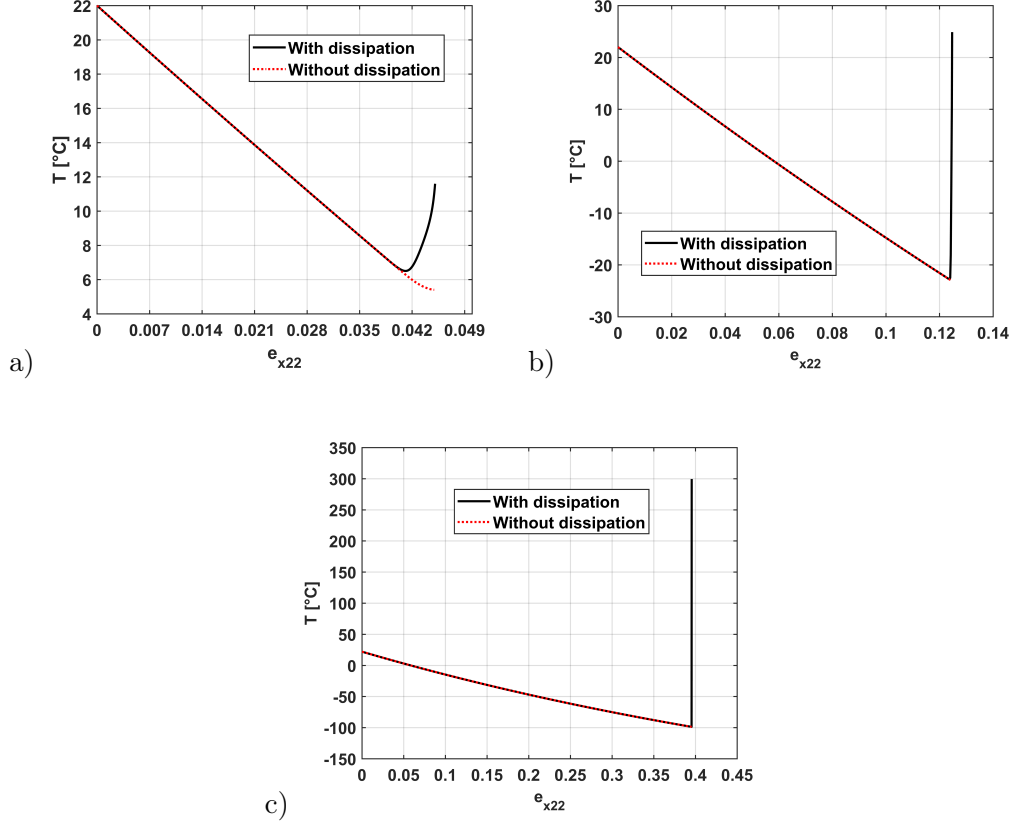 22
20
18
16
14
12
10
8
6
4
T [°C]
With dissipation
Without dissipation
0 0.007 0.014 0.021 0.028 0.035 0.042 0.049
e_x22
a)
30
20
10
0
-10
-20
-30
T [°C]
With dissipation
Without dissipation
0 0.02 0.04 0.06 0.08 0.1 0.12 0.14
e_x22
b)
350
300
250
200
150
100
50
0
-50
-100
-150
T [°C]
With dissipation
Without dissipation
0 0.05 0.1 0.15 0.2 0.25 0.3 0.35 0.4 0.45
e_x22
c)